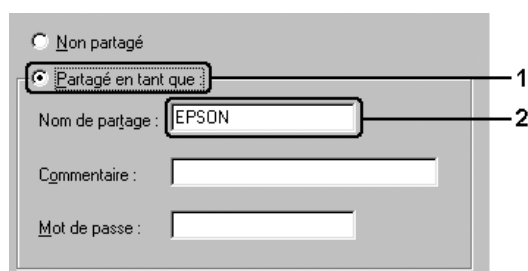 Non partagé
Partagé en tant que :
1
Nom de partage : EPSON
2
Commentaire :
Mot de passe :